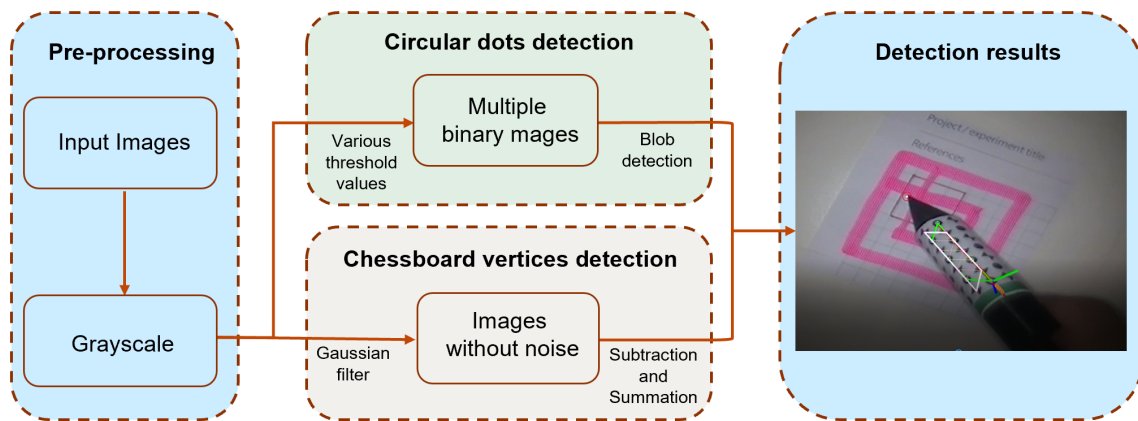 Pre-processing
Input Images
Grayscale
Circular dots detection
Various
threshold
values
Multiple
binary mages
Blob
detection
Chessboard vertices detection
Gaussian
filter
Images
without noise
Subtraction
and
Summation
Detection results
Project / experiment title
References